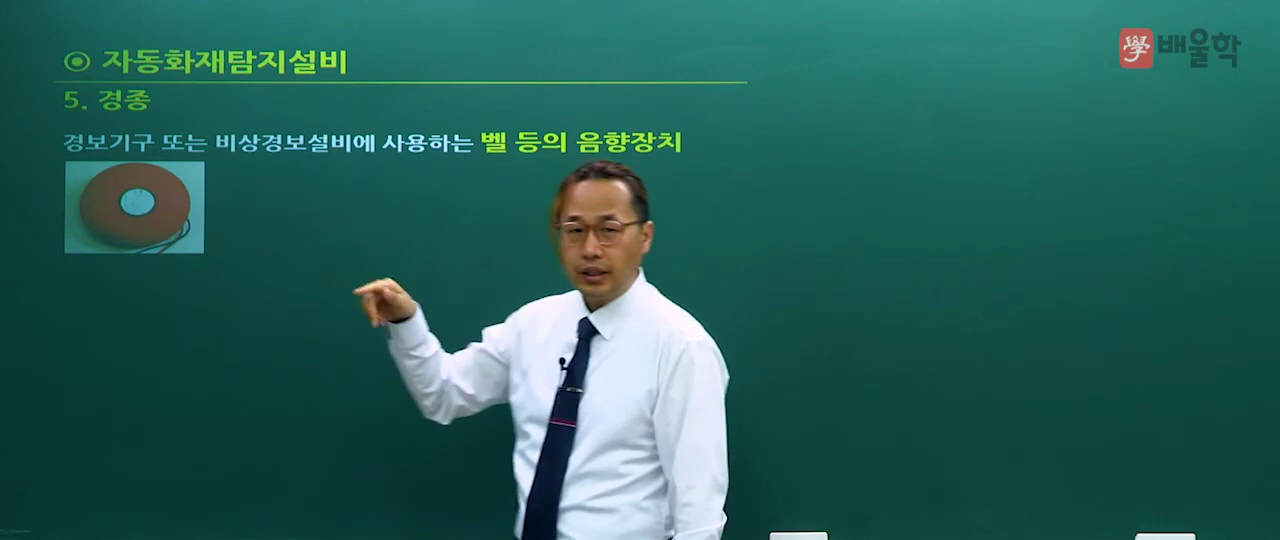 ◉ 자동화재탐지설비
學 배울학
5. 경종
경보기구 또는 비상경보설비에 사용하는 벨 등의 음향장치